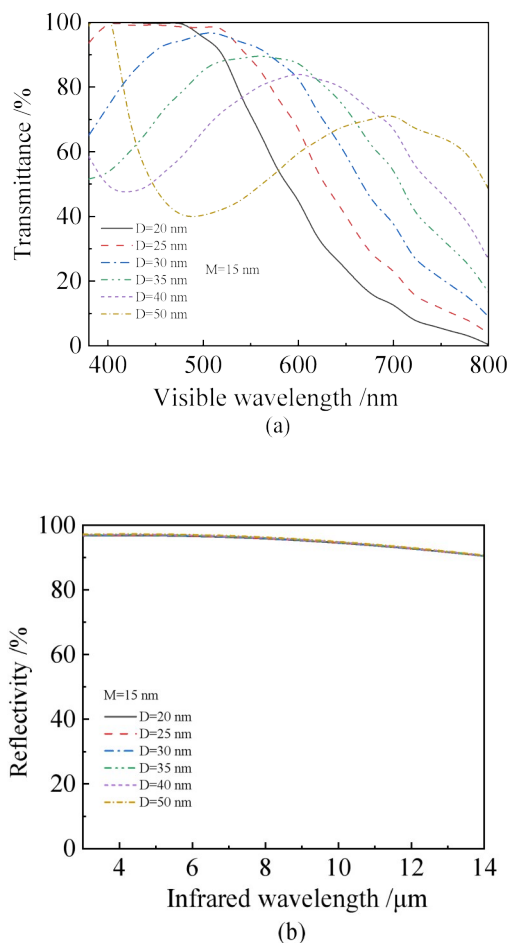 100
80
60
40
20
0
Transmittance /%
D=20 nm
D=25 nm
D=30 nm
D=35 nm
D=40 nm
D=50 nm
M=15 nm
400 500 600 700 800
Visible wavelength /nm
(a)
100
80
60
40
20
0
Reflectivity /%
M=15 nm
D=20 nm
D=25 nm
D=30 nm
D=35 nm
D=40 nm
D=50 nm
4 6 8 10 12 14
Infrared wavelength /μm
(b)